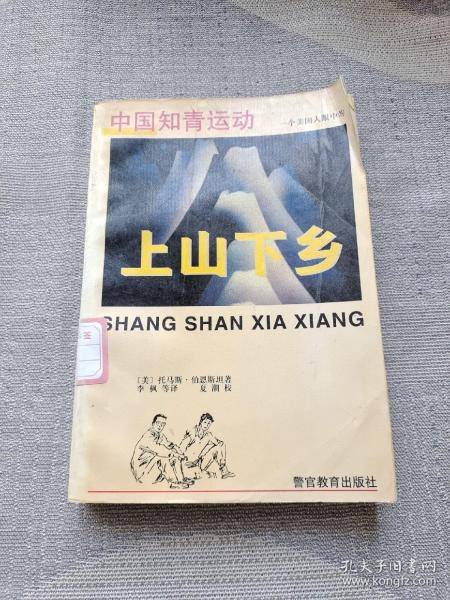 中国知青运动
一个美国人眼中的
上山下乡
SHANG SHAN XIA XIANG
〔美〕托马斯·伯恩斯坦著
李枫 等译 夏潮 校
警官教育出版社
孔夫子旧书网
www.kongfz.com